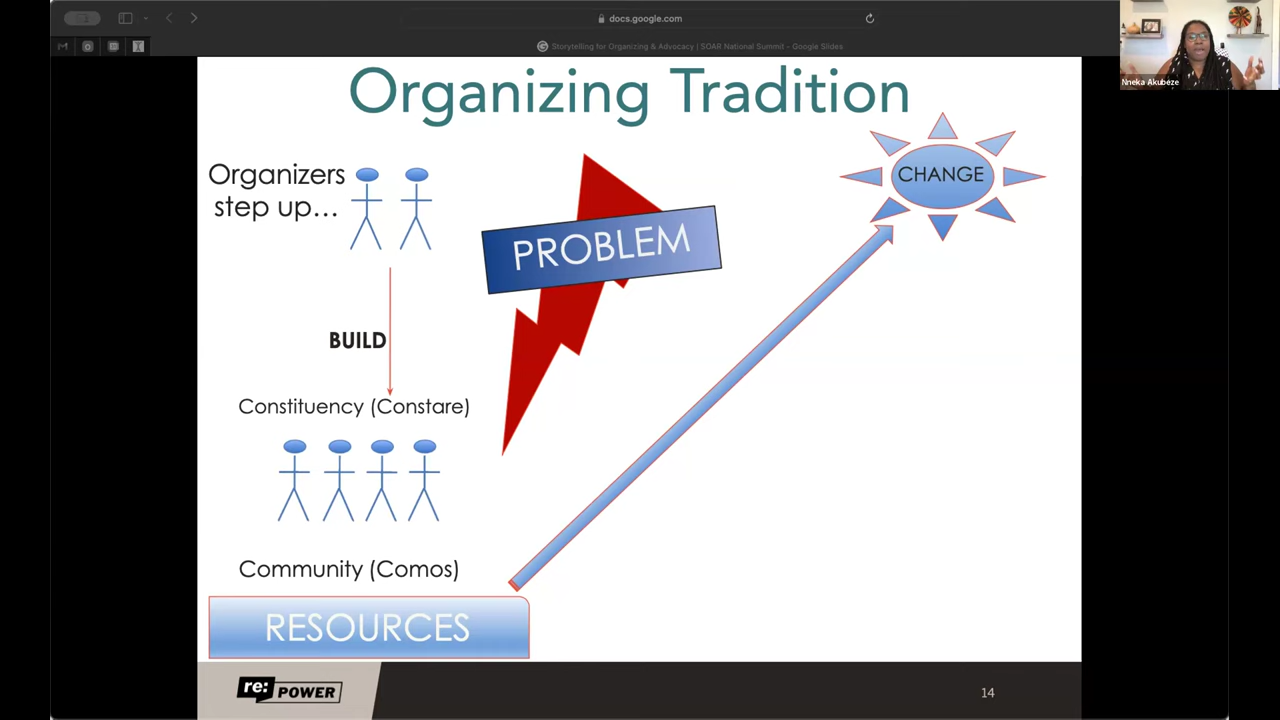 docs.google.com
Storytelling for Organizing & Advocacy | SOAR National Summit - Google Slides
Nneka Akubeze
Organizing Tradition
Organizers
step up...
PROBLEM
CHANGE
BUILD
Constituency (Constare)
Community (Comos)
RESOURCES
re:
POWER
14